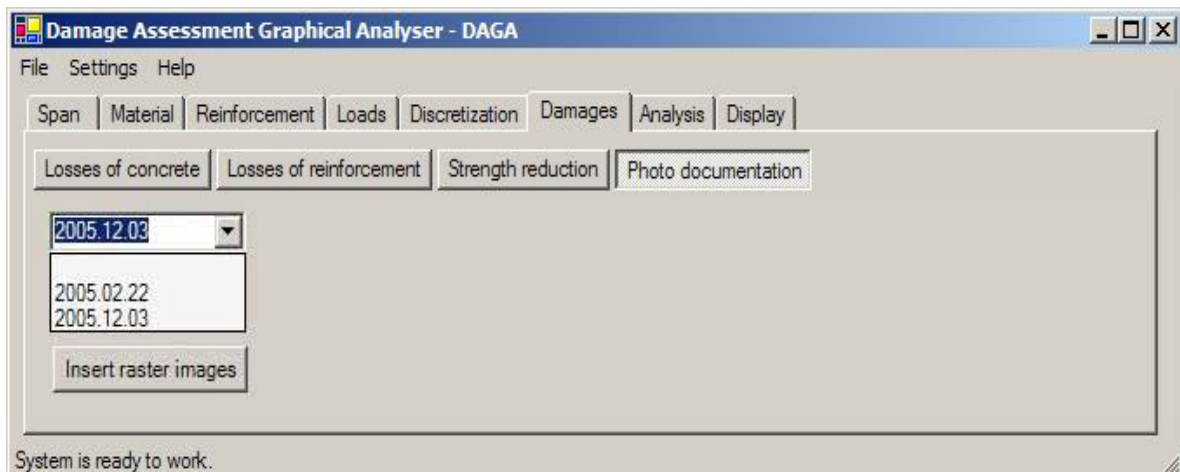 Damage Assessment Graphical Analyser - DAGA
File Settings Help
Span Material Reinforcement Loads Discretization Damages Analysis Display
Losses of concrete Losses of reinforcement Strength reduction Photo documentation
2005.12.03
2005.02.22
2005.12.03
Insert raster images
System is ready to work.